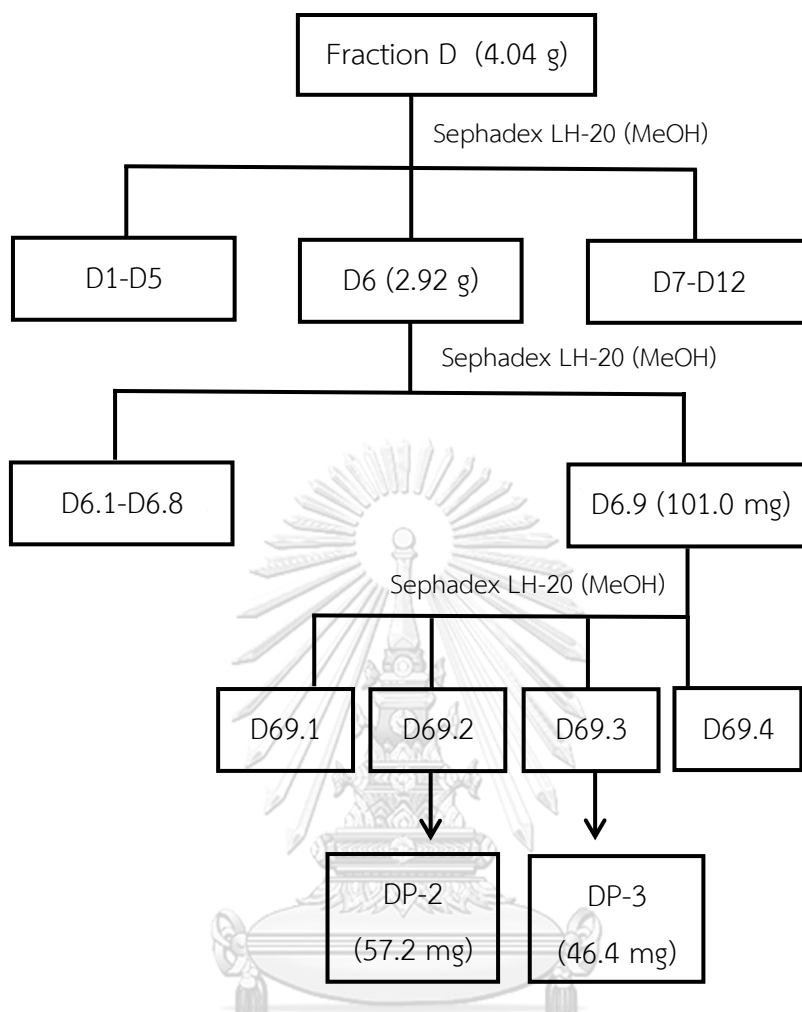 Fraction D (4.04 g)
Sephadex LH-20 (MeOH)
D1-D5
D6 (2.92 g)
D7-D12
Sephadex LH-20 (MeOH)
D6.1-D6.8
D6.9 (101.0 mg)
Sephadex LH-20 (MeOH)
D69.1
D69.2
D69.3
D69.4
DP-2
(57.2 mg)
DP-3
(46.4 mg)